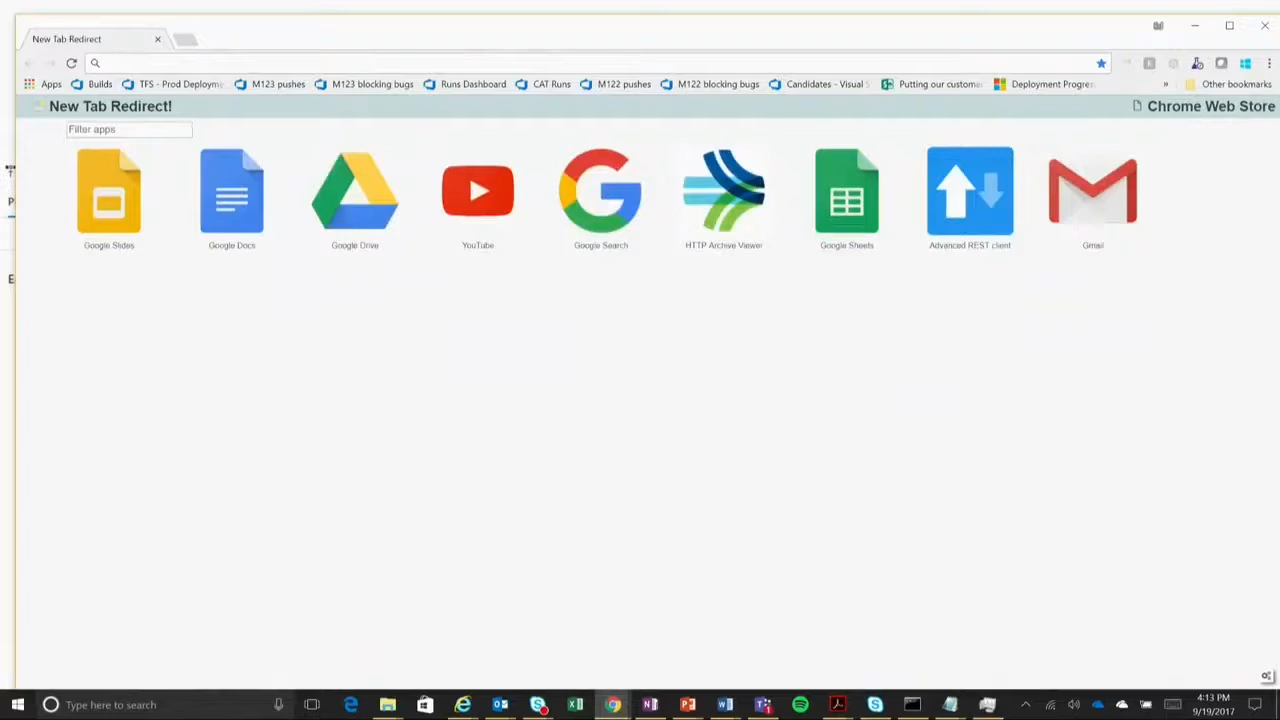 New Tab Redirect
Apps Builds TFS - Prod Deployme M123 pushes M123 blocking bugs Runs Dashboard CAT Runs M122 pushes M122 blocking bugs Candidates - Visual S Putting our custome Deployment Progres » Other bookmarks
New Tab Redirect! Chrome Web Store
Filter apps
Google Slides Google Docs Google Drive YouTube Google Search HTTP Archive Viewer Google Sheets Advanced REST client Gmail
Type here to search
4:13 PM
9/19/2017